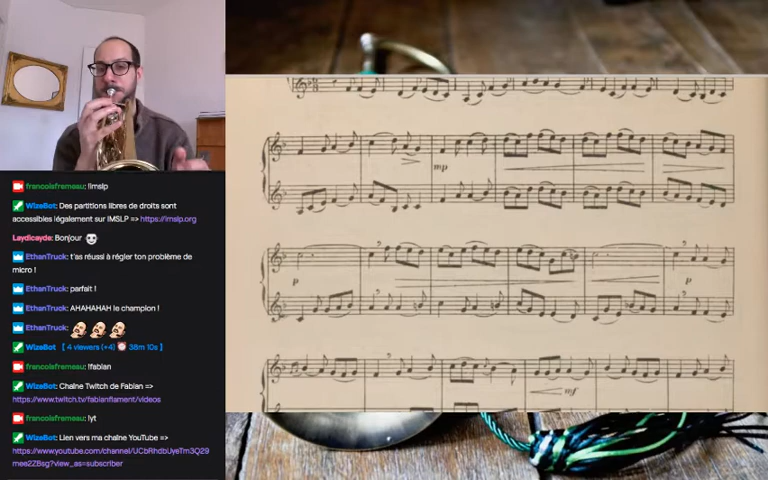 francoisfremeau: !imslp
WizeBot: Des partitions libres de droits sont
accessibles légalement sur IMSLP => https://imslp.org
Laydicayde: Bonjour
EthanTruck: t'as réussi à régler ton problème de
micro !
EthanTruck: parfait !
EthanTruck: AHAHAHAH le champion !
EthanTruck:
WizeBot [ 4 viewers (+4) 38m 10s ]
francoisfremeau: !fabian
WizeBot: Chaîne Twitch de Fabian =>
https://www.twitch.tv/fabianflament/videos
francoisfremeau: !yt
WizeBot: Lien vers ma chaîne YouTube =>
https://www.youtube.com/channel/UCbRhdbUyeTm3Q29
mee2ZBsg?view_as=subscriber
mp
p
p
mf